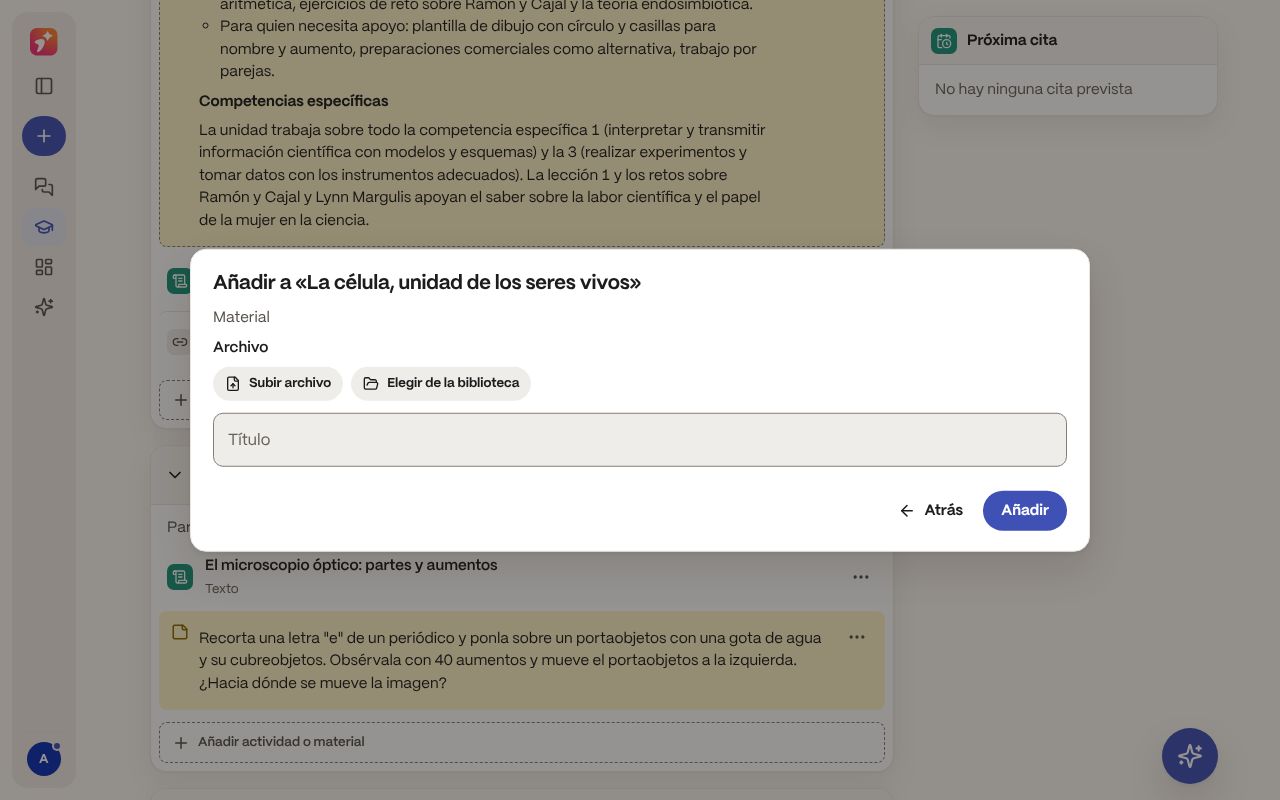 aritmética, ejercicios de reto sobre Ramón y Cajal y la teoría endosimbiótica.
Para quien necesita apoyo: plantilla de dibujo con círculo y casillas para
nombre y aumento, preparaciones comerciales como alternativa, trabajo por
parejas.
Competencias específicas
La unidad trabaja sobre todo la competencia específica 1 (interpretar y transmitir
información científica con modelos y esquemas) y la 3 (realizar experimentos y
tomar datos con los instrumentos adecuados). La lección 1 y los retos sobre
Ramón y Cajal y Lynn Margulis apoyan el saber sobre la labor científica y el papel
de la mujer en la ciencia.
Próxima cita
No hay ninguna cita prevista
Añadir a «La célula, unidad de los seres vivos»
Material
Archivo
Subir archivo
Elegir de la biblioteca
Título
Atrás
Añadir
Par
El microscopio óptico: partes y aumentos
Texto
Recorta una letra "e" de un periódico y ponla sobre un portaobjetos con una gota de agua
y su cubreobjetos. Obsérvala con 40 aumentos y mueve el portaobjetos a la izquierda.
¿Hacia dónde se mueve la imagen?
Añadir actividad o material
A